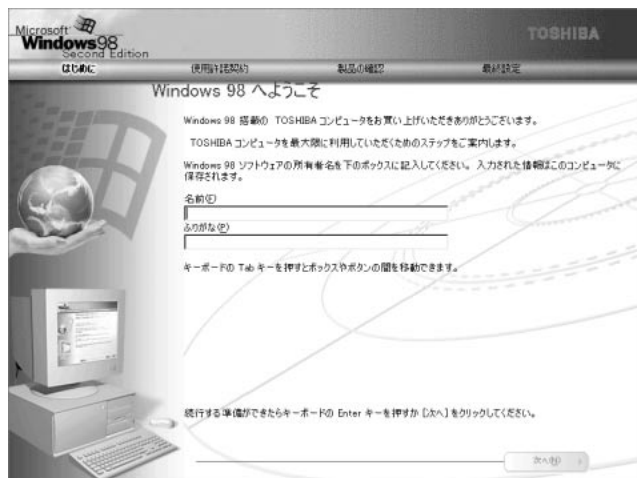 Microsoft
Windows98
Second Edition
TOSHIBA
はじめに 使用許諾契約 製品の確認 最終設定
Windows 98 へようこそ
Windows 98 搭載の TOSHIBA コンピュータをお買い上げいただきありがとうございます。
TOSHIBA コンピュータを最大限に利用していただくためのステップをご案内します。
Windows 98 ソフトウェアの所有者名を下のボックスに記入してください。 入力された情報はこのコンピュータに
保存されます。
名前(F)
ふりがな(P)
キーボードの Tab キーを押すとボックスやボタンの間を移動できます。
続行する準備ができたらキーボードの Enter キーを押すか [次へ] をクリックしてください。
次へ(N)